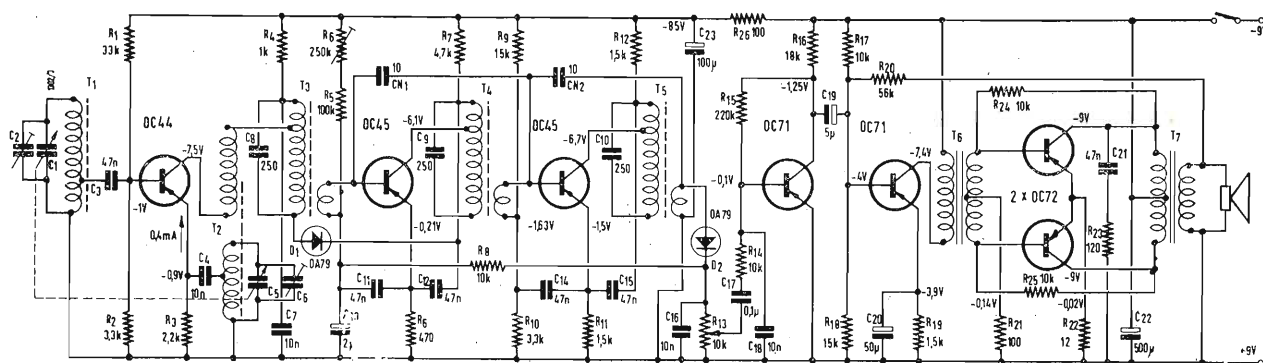 R1
33k
R4
1k
R6
250k
R7
4,7k
R9
15k
R12
1,5k
-8,5V
C23
100µ
R26 100
R16
18k
R17
10k
-9V
T1
C2
C1
C3
47n
OC44
-7,5V
-1V
0,4mA
-0,9V
T2
C8
250
T3
R5
100k
10
CN1
-6,1V
C9
250
T4
OC45
-0,21V
10
CN2
OC45
-6,7V
C10
250
T5
-1,63V
-1,5V
R15
220k
-1,25V
OC71
-0,1V
C19
5µ
R20
56k
OC71
-4V
-7,4V
T6
R24 10k
-9V
47n
C21
2 x OC72
T7
R23
120
-9V
R25 10k
D1
OA79
R8
10k
OA79
D2
R14
10k
C17
0,1µ
C4
10n
C5
C6
C7
10n
C11
47n
C12
47n
C14
47n
C15
47n
C16
10n
R13
10k
C18 10n
R2
3,3k
R3
2,2k
2µ
R6
470
R10
3,3k
R11
1,5k
R18
15k
C20
50µ
-3,9V
R19
1,5k
-0,14V
R21
100
-0,02V
R22
12
C22
500µ
+9V